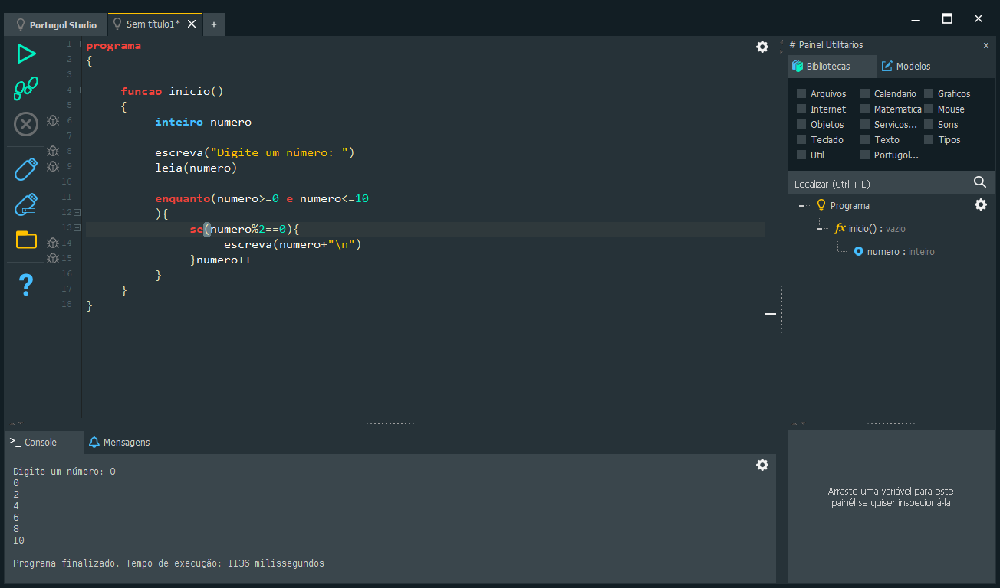 Portugol Studio
Sem título1*
+
1 programa
2 {
3
4 funcao inicio()
5 {
6 inteiro numero
7
8 escreva("Digite um número: ")
9 leia(numero)
10
11 enquanto(numero>=0 e numero<=10
12 ){
13 se(numero%2==0){
14 escreva(numero+"\n")
15 }numero++
16 }
17 }
18 }
# Painel Utilitários x
Bibliotecas Modelos
Arquivos Calendario Graficos
Internet Matematica Mouse
Objetos Servicos... Sons
Teclado Texto Tipos
Util Portugol...
Localizar (Ctrl + L)
Programa
fx inicio() : vazio
numero : inteiro
?
>_ Console Mensagens
Digite um número: 0
0
2
4
6
8
10
Programa finalizado. Tempo de execução: 1136 milissegundos
Arraste uma variável para este
painél se quiser inspecioná-la